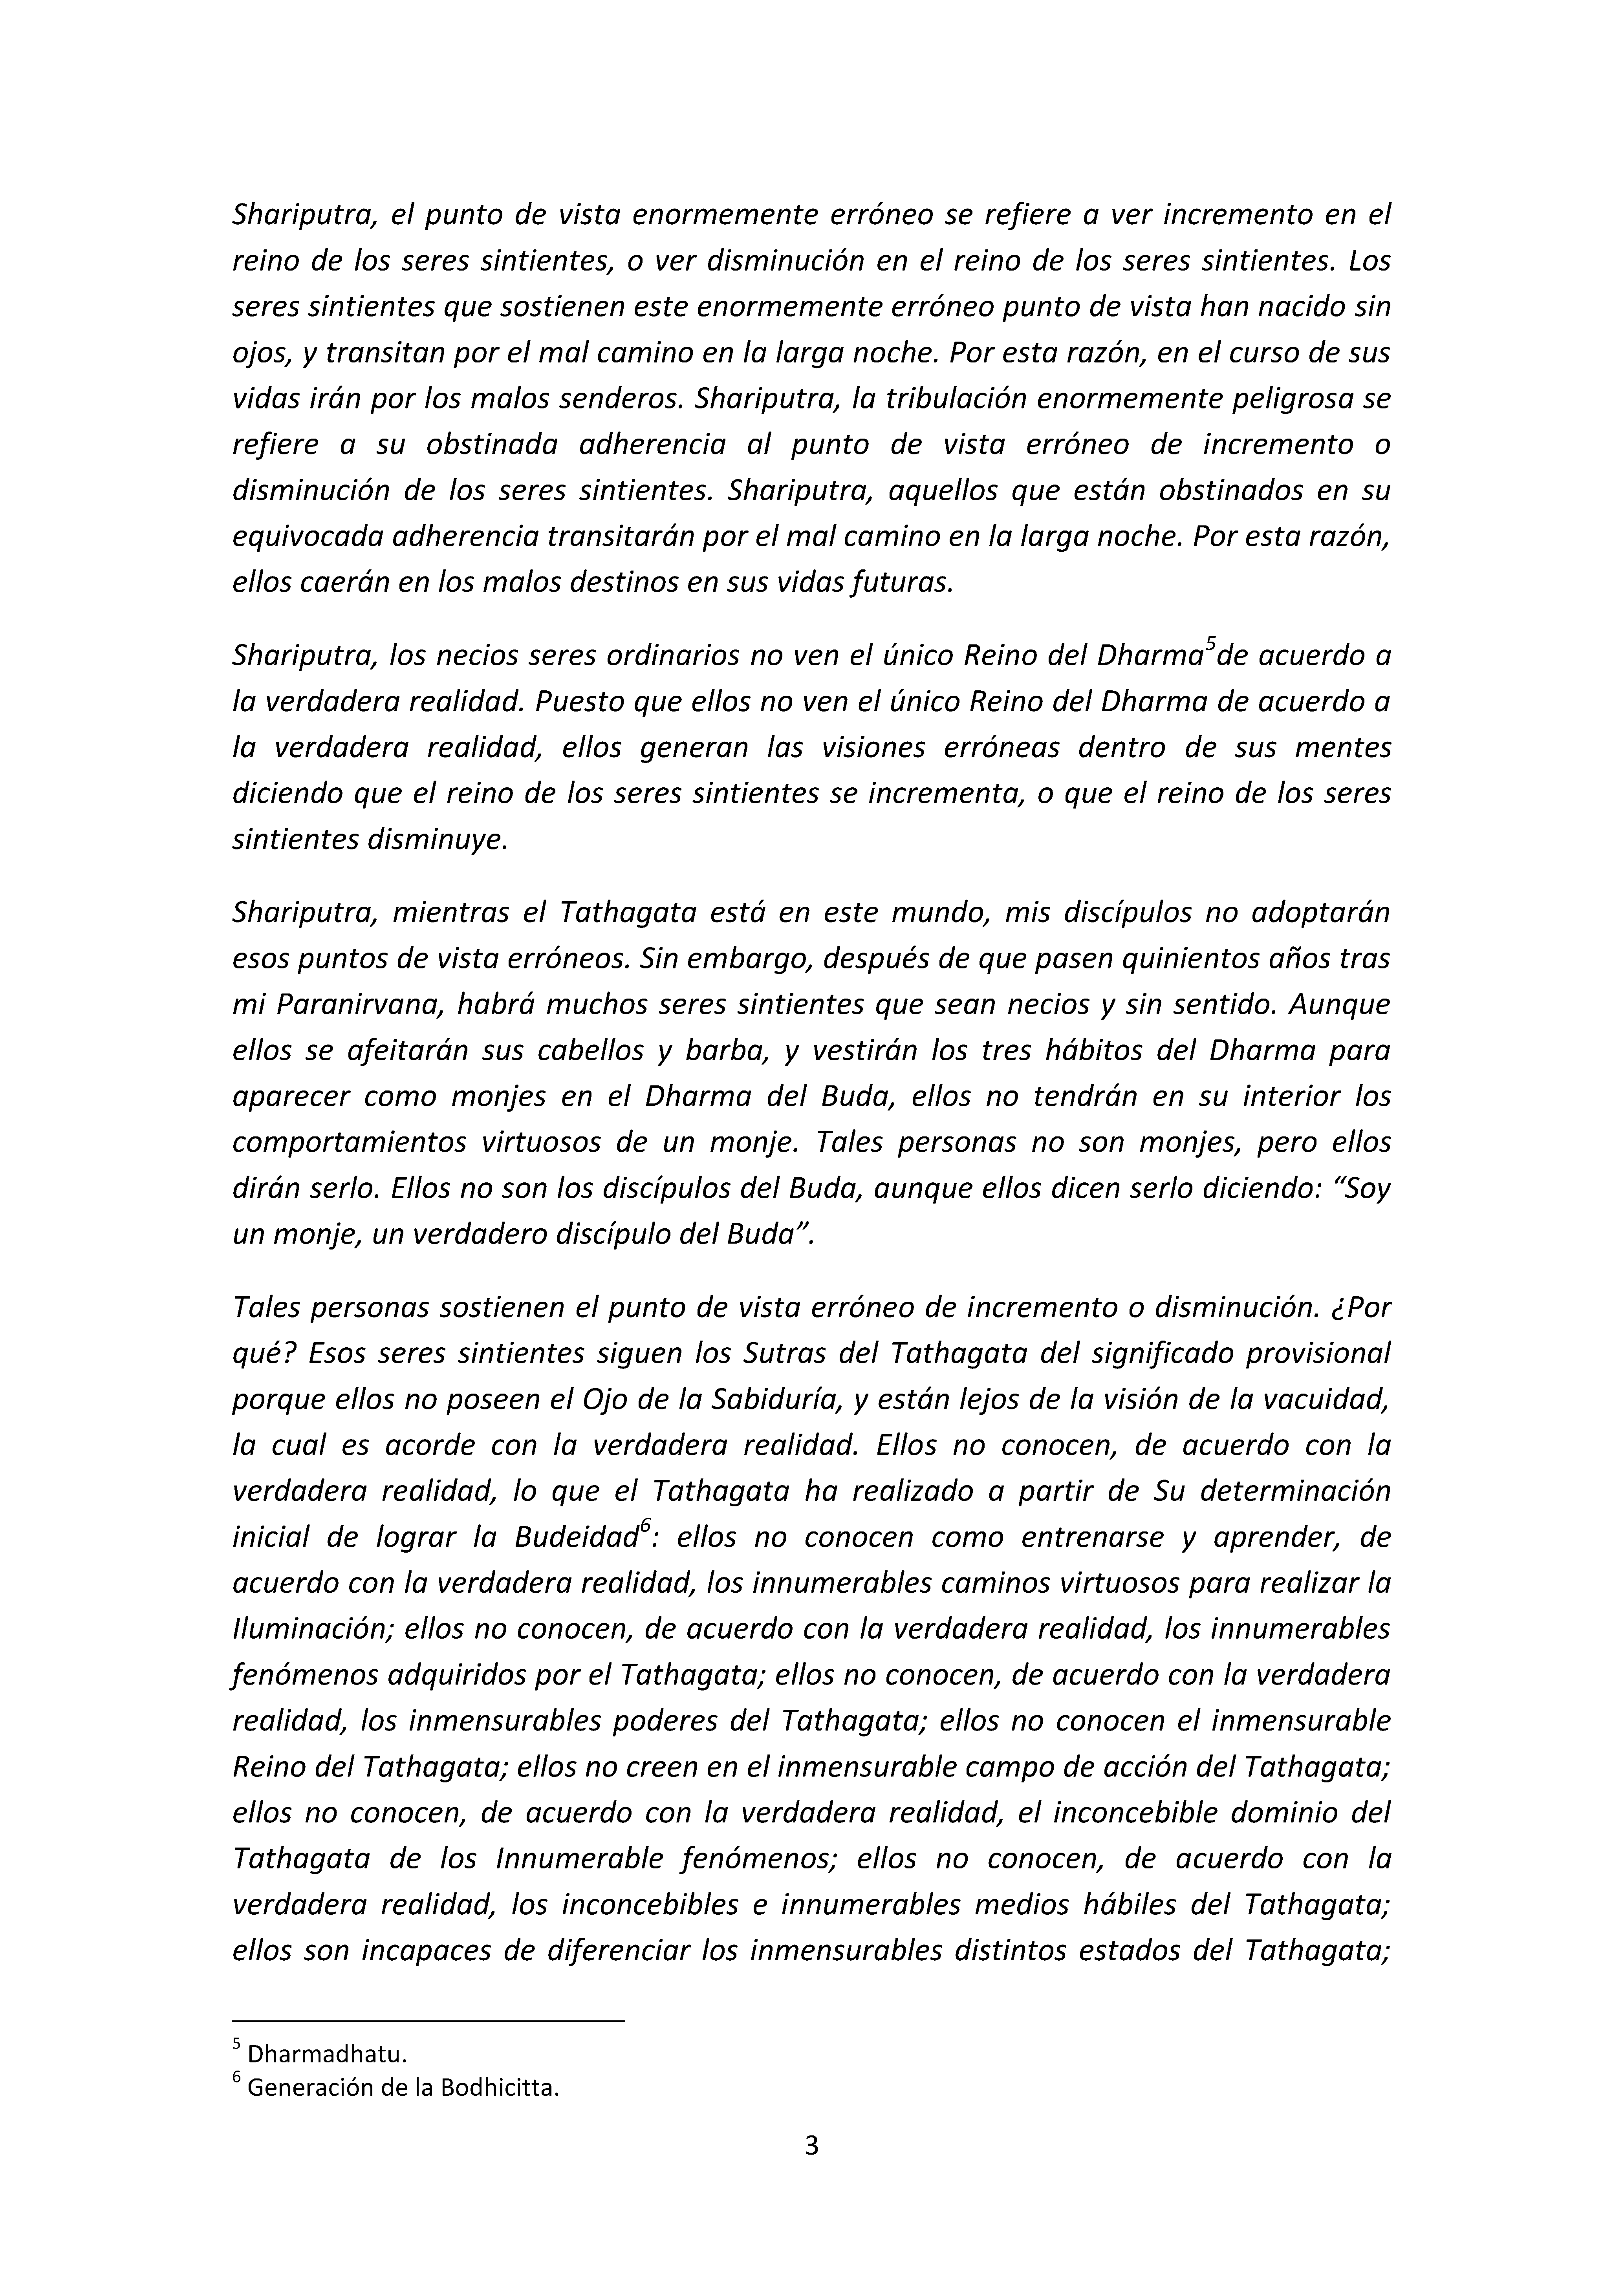 Shariputra, el punto de vista enormemente erróneo se refiere a ver incremento en el
reino de los seres sintientes, o ver disminución en el reino de los seres sintientes. Los
seres sintientes que sostienen este enormemente erróneo punto de vista han nacido sin
ojos, y transitan por el mal camino en la larga noche. Por esta razón, en el curso de sus
vidas irán por los malos senderos. Shariputra, la tribulación enormemente peligrosa se
refiere a su obstinada adherencia al punto de vista erróneo de incremento o
disminución de los seres sintientes. Shariputra, aquellos que están obstinados en su
equivocada adherencia transitarán por el mal camino en la larga noche. Por esta razón,
ellos caerán en los malos destinos en sus vidas futuras.
Shariputra, los necios seres ordinarios no ven el único Reino del Dharma5de acuerdo a
la verdadera realidad. Puesto que ellos no ven el único Reino del Dharma de acuerdo a
la verdadera realidad, ellos generan las visiones erróneas dentro de sus mentes
diciendo que el reino de los seres sintientes se incrementa, o que el reino de los seres
sintientes disminuye.
Shariputra, mientras el Tathagata está en este mundo, mis discípulos no adoptarán
esos puntos de vista erróneos. Sin embargo, después de que pasen quinientos años tras
mi Paranirvana, habrá muchos seres sintientes que sean necios y sin sentido. Aunque
ellos se afeitarán sus cabellos y barba, y vestirán los tres hábitos del Dharma para
aparecer como monjes en el Dharma del Buda, ellos no tendrán en su interior los
comportamientos virtuosos de un monje. Tales personas no son monjes, pero ellos
dirán serlo. Ellos no son los discípulos del Buda, aunque ellos dicen serlo diciendo: “Soy
un monje, un verdadero discípulo del Buda”.
Tales personas sostienen el punto de vista erróneo de incremento o disminución. ¿Por
qué? Esos seres sintientes siguen los Sutras del Tathagata del significado provisional
porque ellos no poseen el Ojo de la Sabiduría, y están lejos de la visión de la vacuidad,
la cual es acorde con la verdadera realidad. Ellos no conocen, de acuerdo con la
verdadera realidad, lo que el Tathagata ha realizado a partir de Su determinación
inicial de lograr la Budeidad6: ellos no conocen como entrenarse y aprender, de
acuerdo con la verdadera realidad, los innumerables caminos virtuosos para realizar la
Iluminación; ellos no conocen, de acuerdo con la verdadera realidad, los innumerables
fenómenos adquiridos por el Tathagata; ellos no conocen, de acuerdo con la verdadera
realidad, los inmensurables poderes del Tathagata; ellos no conocen el inmensurable
Reino del Tathagata; ellos no creen en el inmensurable campo de acción del Tathagata;
ellos no conocen, de acuerdo con la verdadera realidad, el inconcebible dominio del
Tathagata de los Innumerable fenómenos; ellos no conocen, de acuerdo con la
verdadera realidad, los inconcebibles e innumerables medios hábiles del Tathagata;
ellos son incapaces de diferenciar los inmensurables distintos estados del Tathagata;
5 Dharmadhatu.
6 Generación de la Bodhicitta.
3